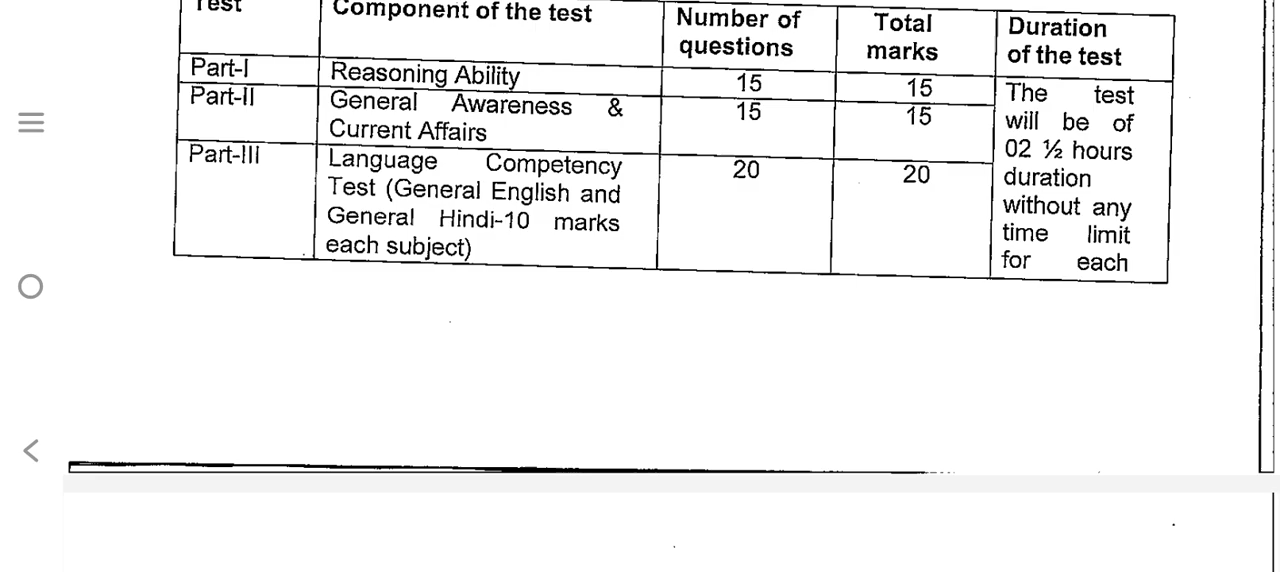 Test
Component of the test
Number of
questions
Total
marks
Duration
of the test
Part-I
Reasoning Ability
15
15
The test
will be of
02 ½ hours
duration
without any
time limit
for each
Part-II
General Awareness &
Current Affairs
15
15
Part-III
Language Competency
Test (General English and
General Hindi-10 marks
each subject)
20
20